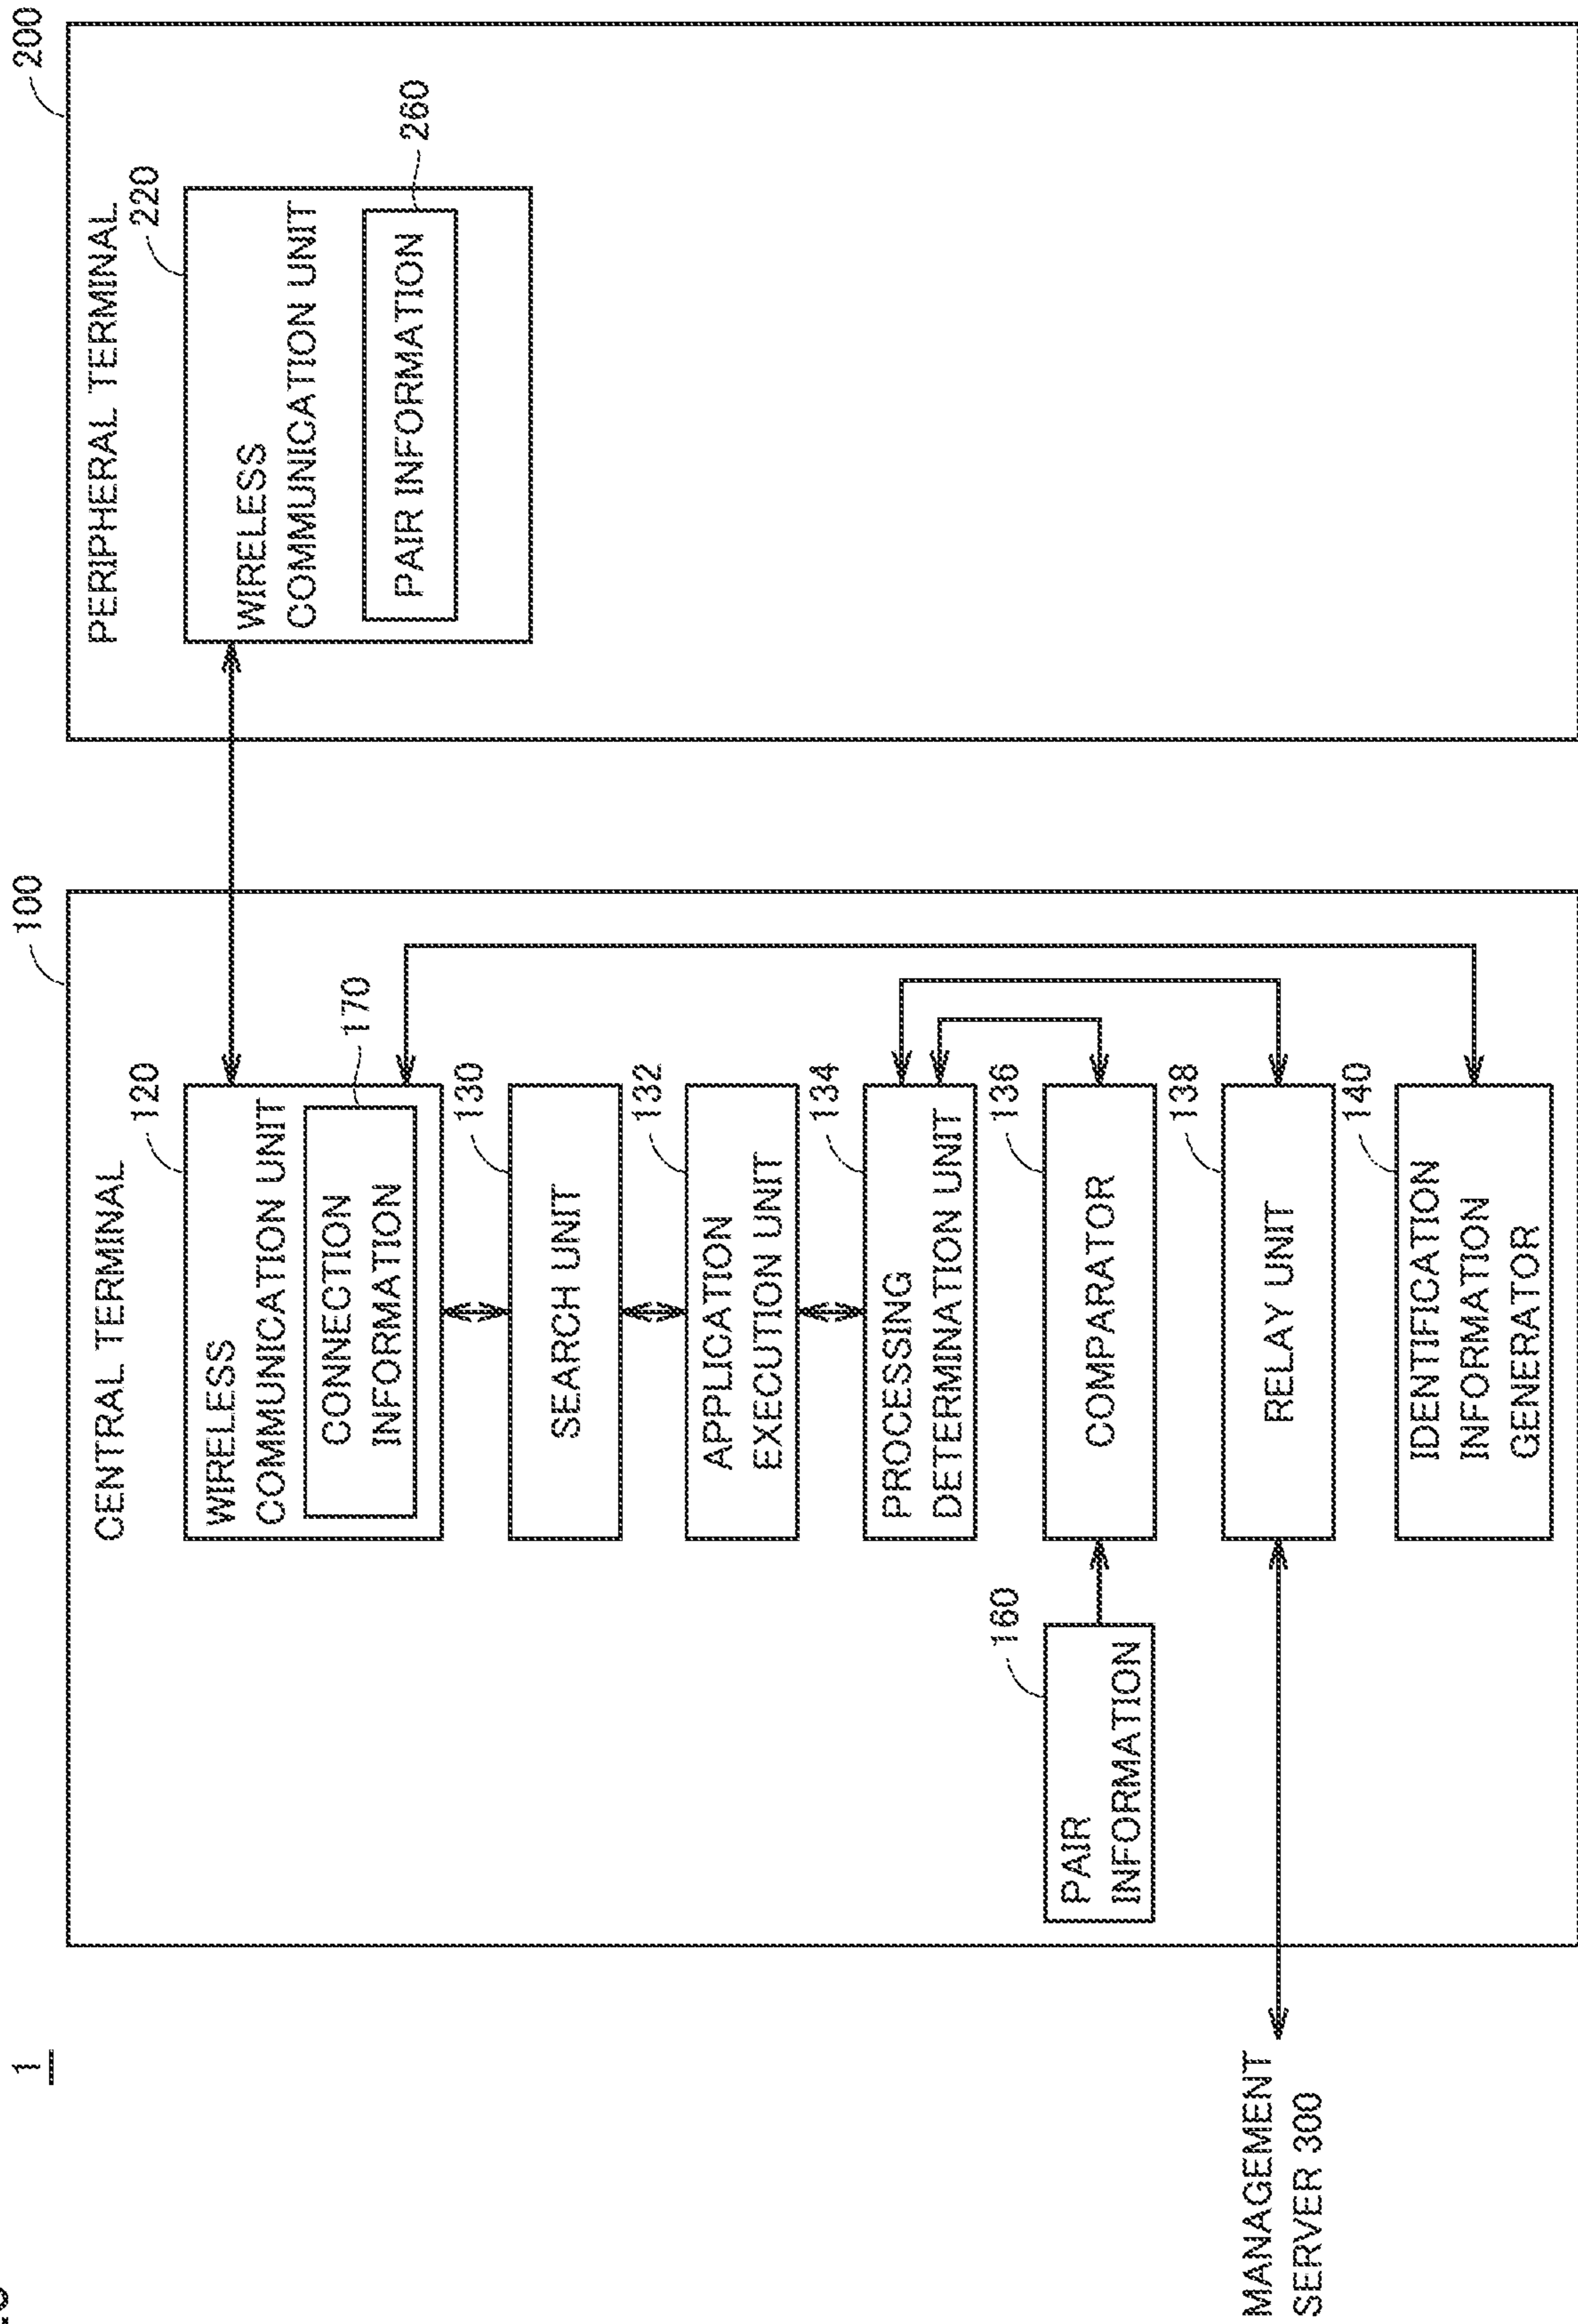 1
100
CENTRAL TERMINAL
120
WIRELESS
COMMUNICATION UNIT
170
CONNECTION
INFORMATION
130
SEARCH UNIT
132
APPLICATION
EXECUTION UNIT
134
PROCESSING
DETERMINATION UNIT
160
PAIR
INFORMATION
136
COMPARATOR
138
RELAY UNIT
140
IDENTIFICATION
INFORMATION
GENERATOR
MANAGEMENT
SERVER 300
200
PERIPHERAL TERMINAL
220
WIRELESS
COMMUNICATION UNIT
260
PAIR INFORMATION